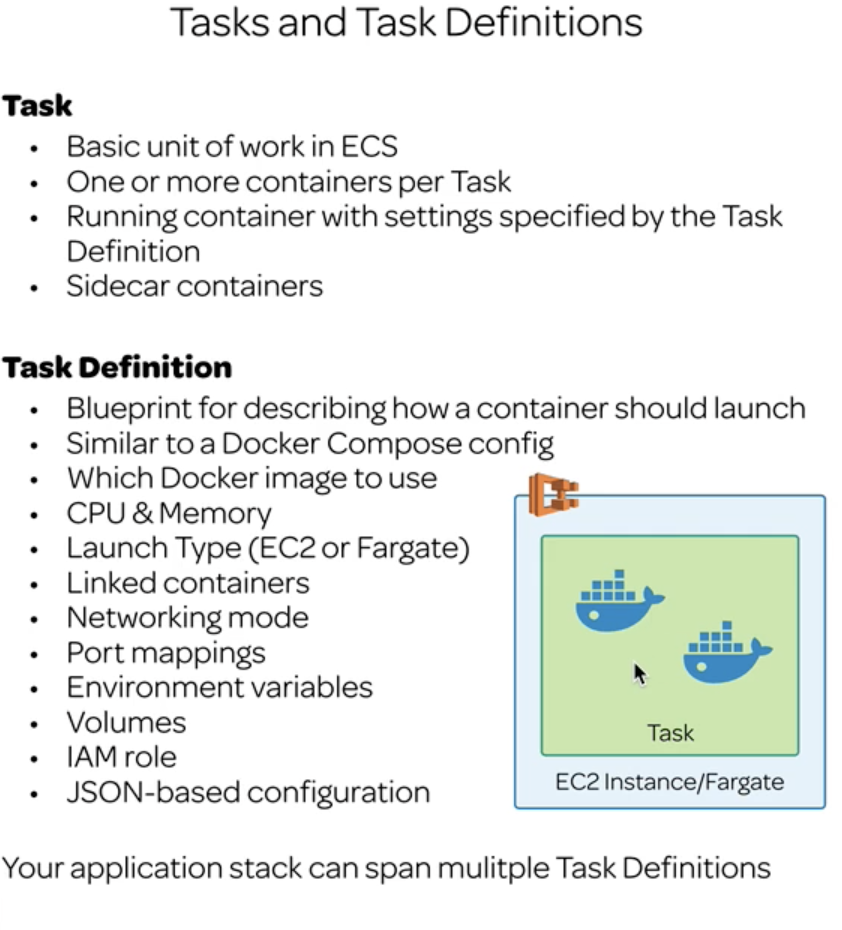 Tasks and Task Definitions
Task
• Basic unit of work in ECS
• One or more containers per Task
• Running container with settings specified by the Task
Definition
• Sidecar containers
Task Definition
• Blueprint for describing how a container should launch
• Similar to a Docker Compose config
• Which Docker image to use
• CPU & Memory
• Launch Type (EC2 or Fargate)
• Linked containers
• Networking mode
• Port mappings
• Environment variables
• Volumes
• IAM role
• JSON-based configuration
Task
EC2 Instance/Fargate
Your application stack can span mulitple Task Definitions